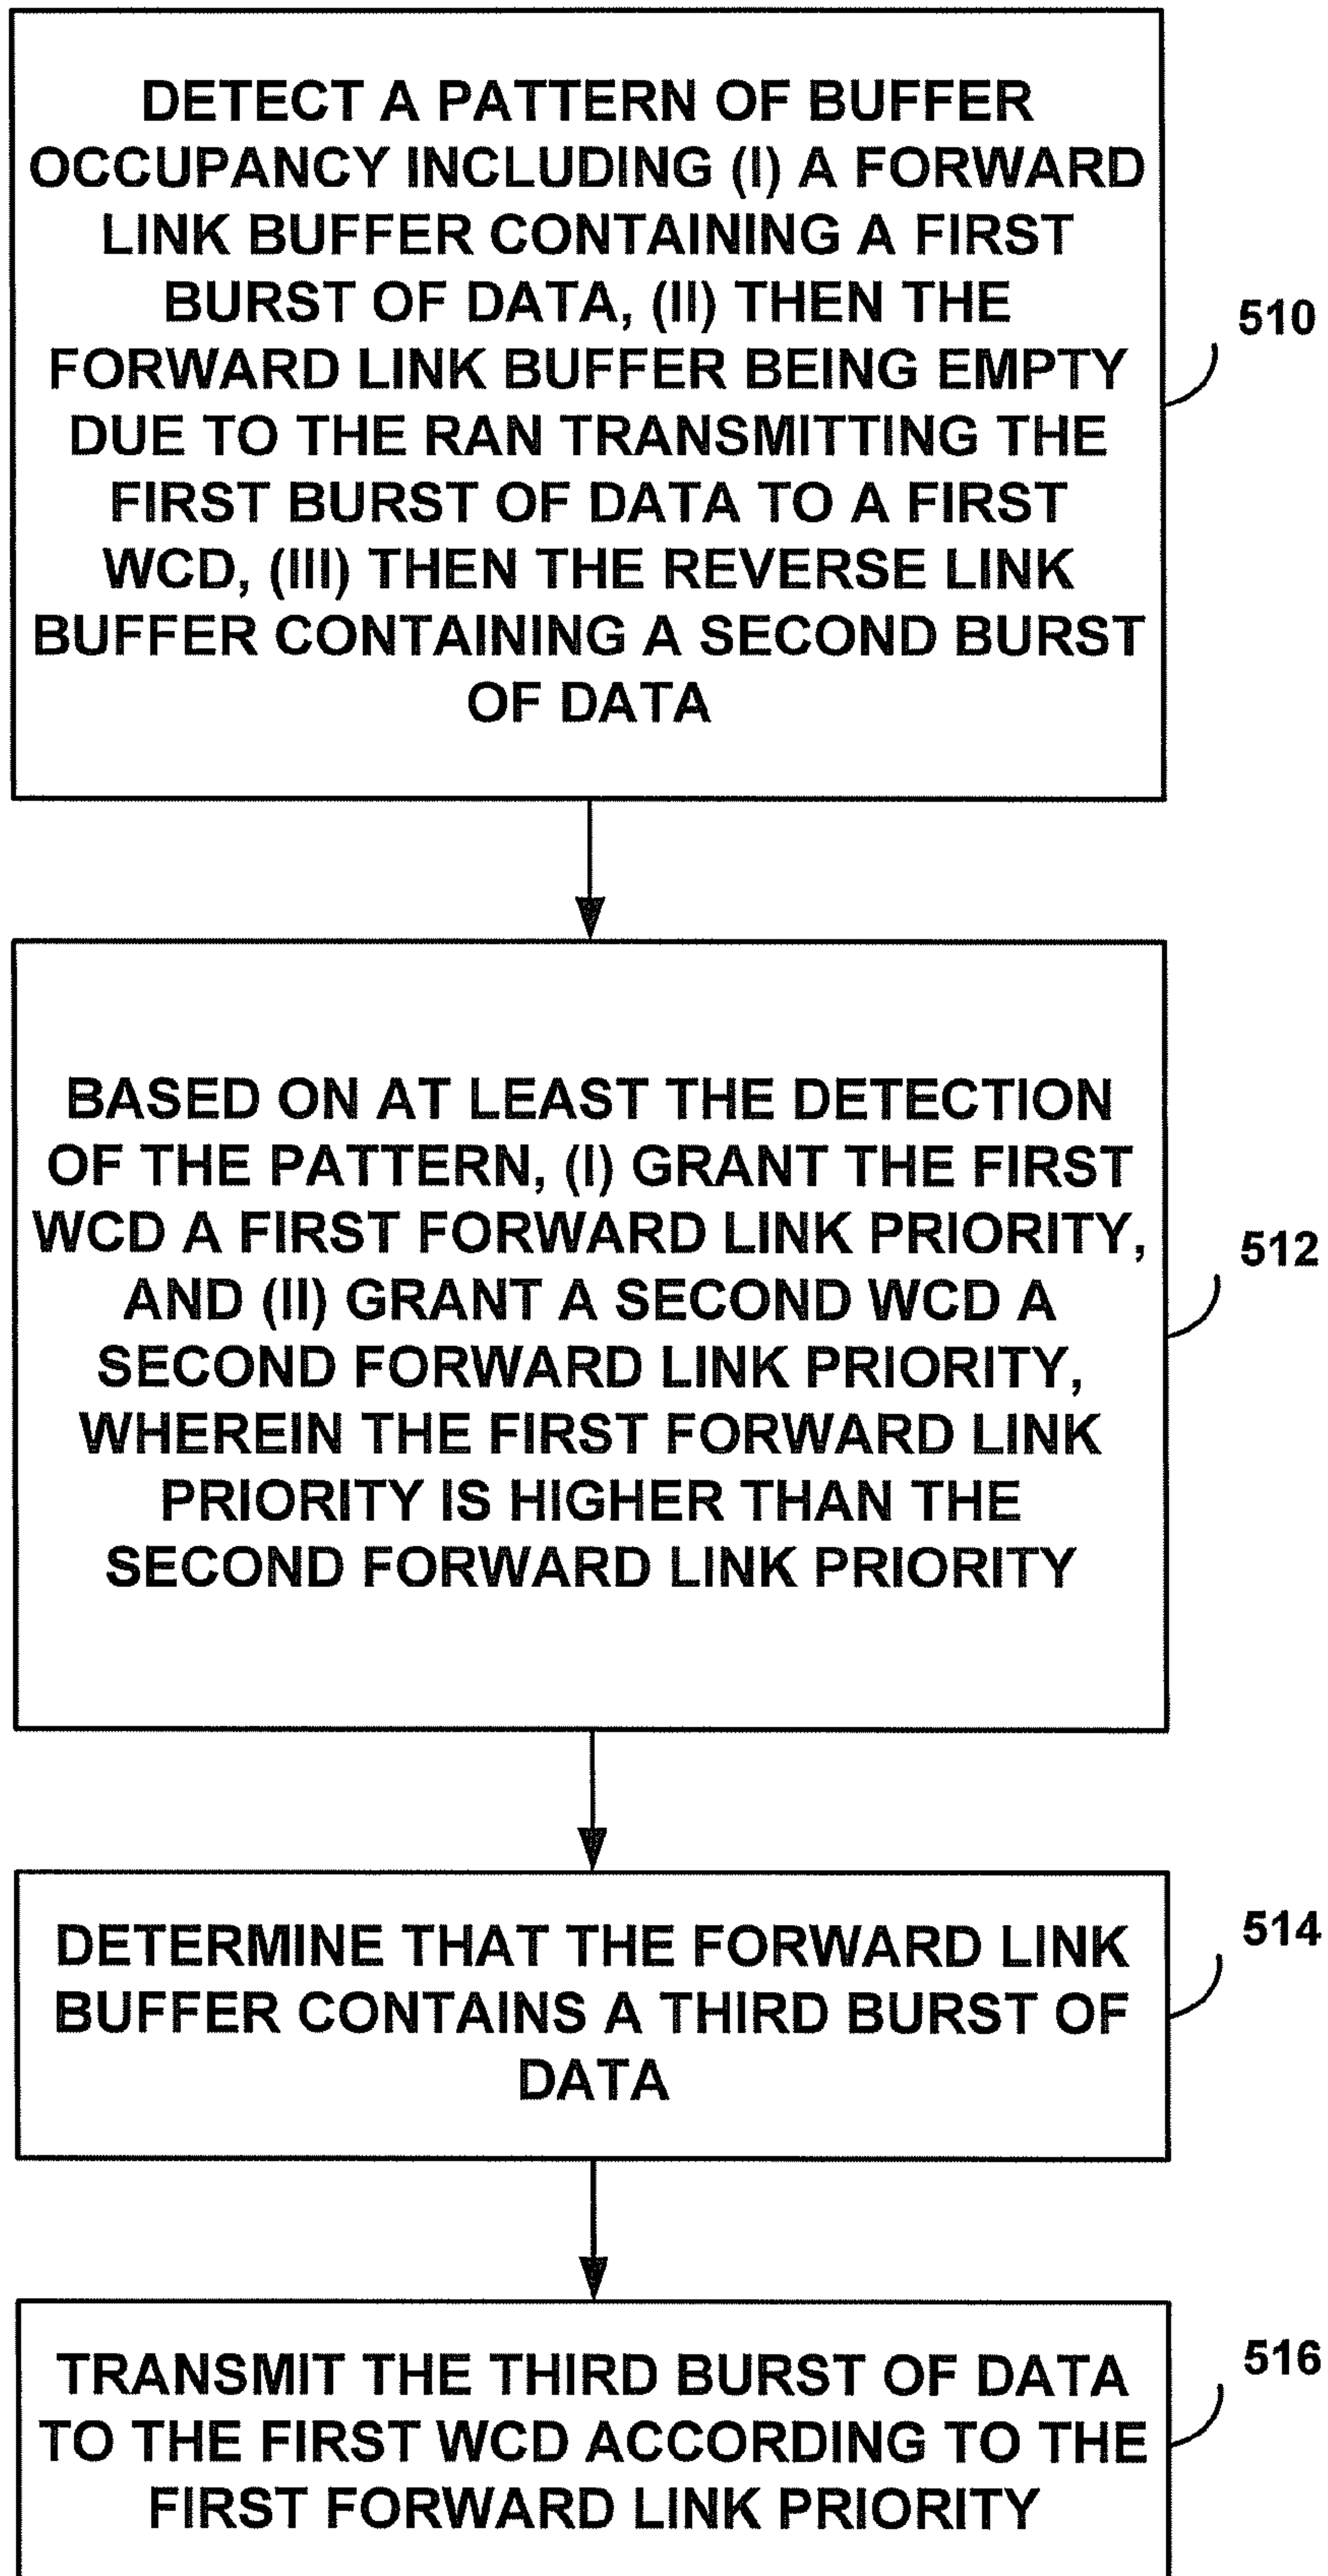 DETECT A PATTERN OF BUFFER
OCCUPANCY INCLUDING (I) A FORWARD
LINK BUFFER CONTAINING A FIRST
BURST OF DATA, (II) THEN THE
FORWARD LINK BUFFER BEING EMPTY
DUE TO THE RAN TRANSMITTING THE
FIRST BURST OF DATA TO A FIRST
WCD, (III) THEN THE REVERSE LINK
BUFFER CONTAINING A SECOND BURST
OF DATA
510
BASED ON AT LEAST THE DETECTION
OF THE PATTERN, (I) GRANT THE FIRST
WCD A FIRST FORWARD LINK PRIORITY,
AND (II) GRANT A SECOND WCD A
SECOND FORWARD LINK PRIORITY,
WHEREIN THE FIRST FORWARD LINK
PRIORITY IS HIGHER THAN THE
SECOND FORWARD LINK PRIORITY
512
DETERMINE THAT THE FORWARD LINK
BUFFER CONTAINS A THIRD BURST OF
DATA
514
TRANSMIT THE THIRD BURST OF DATA
TO THE FIRST WCD ACCORDING TO THE
FIRST FORWARD LINK PRIORITY
516